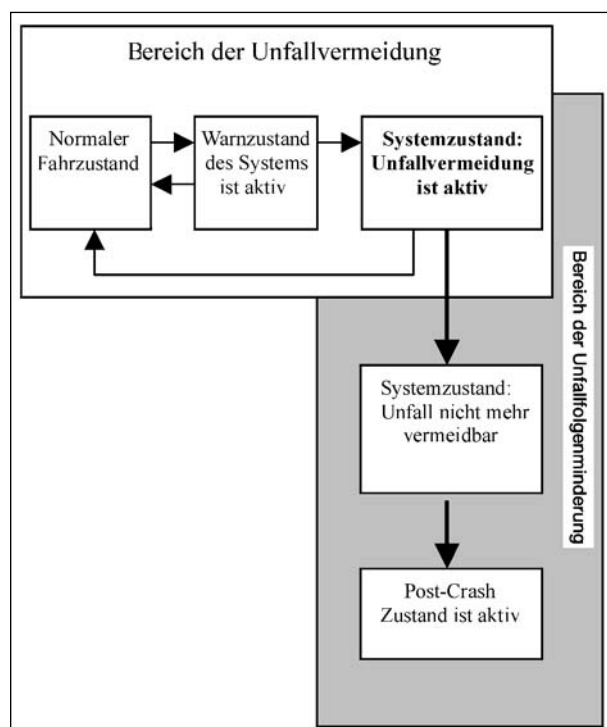 Bereich der Unfallvermeidung
Normaler
Fahrzustand
Warnzustand
des Systems
ist aktiv
Systemzustand:
Unfallvermeidung
ist aktiv
Bereich der Unfallfolgenminderung
Systemzustand:
Unfall nicht mehr
vermeidbar
Post-Crash
Zustand ist aktiv